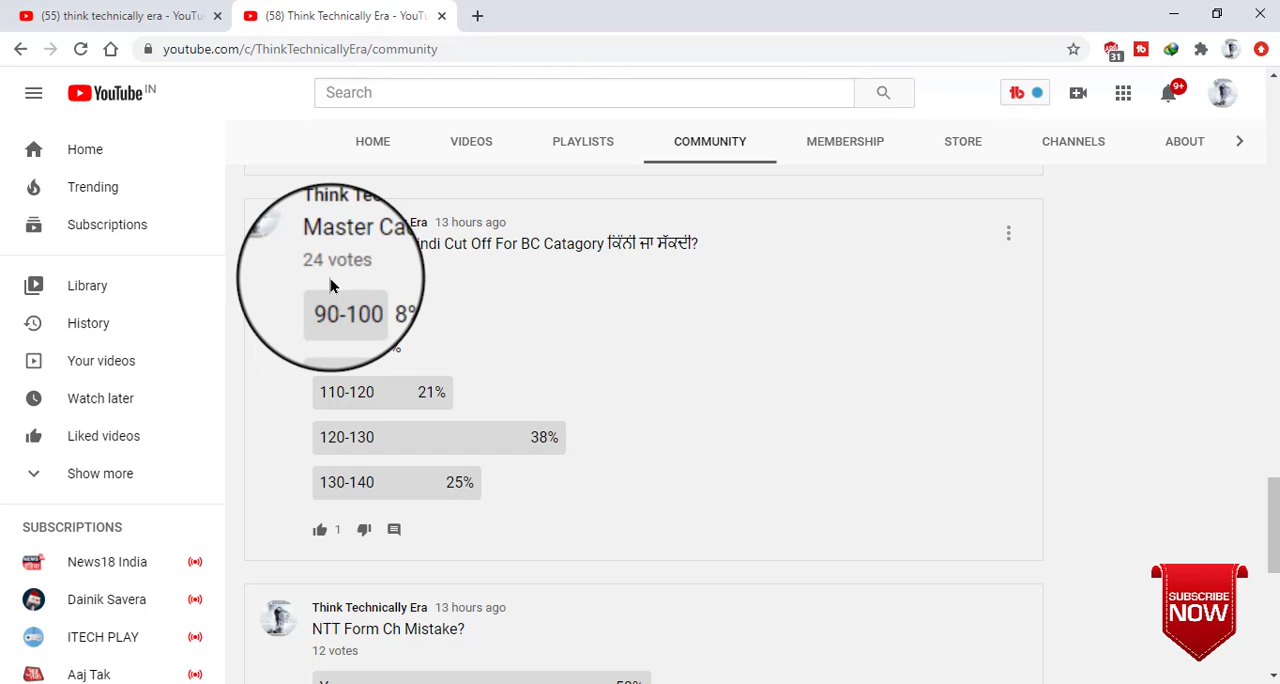 (55) think technically era - YouTu
(58) Think Technically Era - YouTu
youtube.com/c/ThinkTechnicallyEra/community
31
YouTube IN
Search
9+
HOME VIDEOS PLAYLISTS COMMUNITY MEMBERSHIP STORE CHANNELS ABOUT
Home
Trending
Subscriptions
Library
History
Your videos
Watch later
Liked videos
Show more
SUBSCRIPTIONS
News18 India
Dainik Savera
ITECH PLAY
Aaj Tak
Think Era 13 hours ago
Master Cut Off For BC Catagory ਕਿੰਨੀ ਜਾ ਸੱਕਦੀ?
24 votes
90-100 8%
110-120 21%
120-130 38%
130-140 25%
1
Think Technically Era 13 hours ago
NTT Form Ch Mistake?
12 votes
SUBSCRIBE
NOW